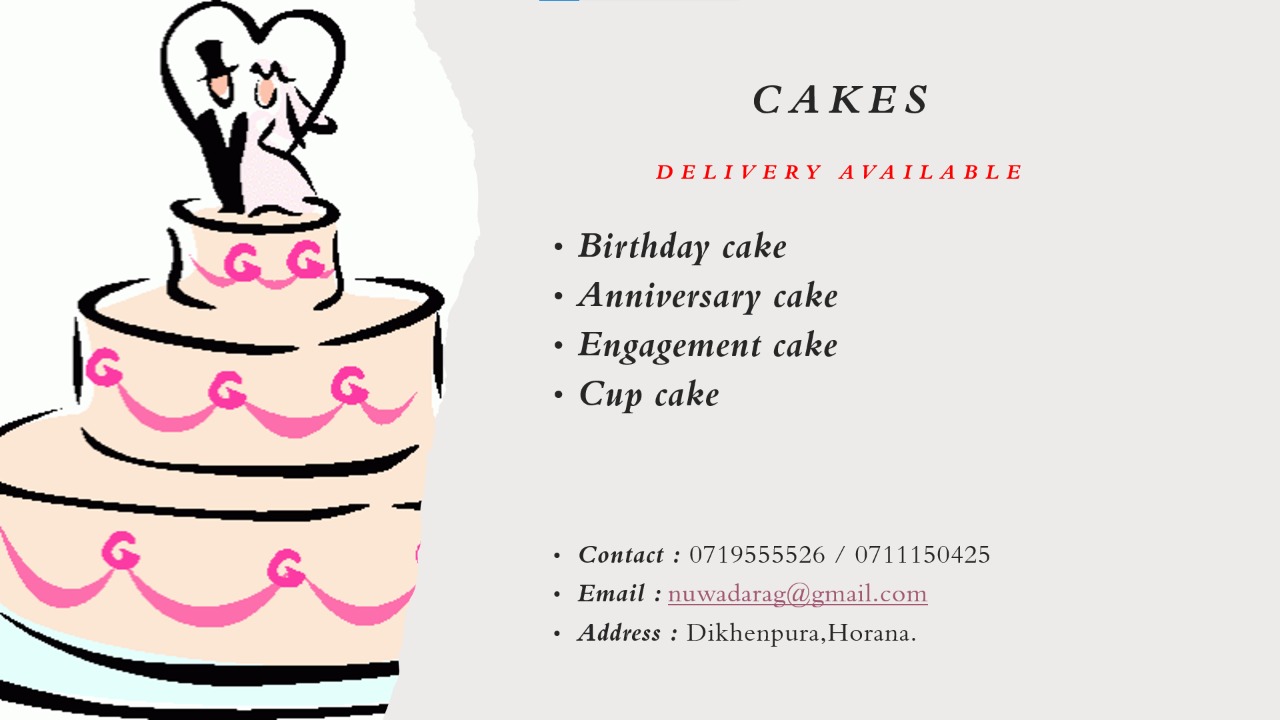 CAKES
DELIVERY AVAILABLE
• Birthday cake
• Anniversary cake
• Engagement cake
• Cup cake
• Contact : 0719555526 / 0711150425
• Email : nuwadarag@gmail.com
• Address : Dikhenpura,Horana.